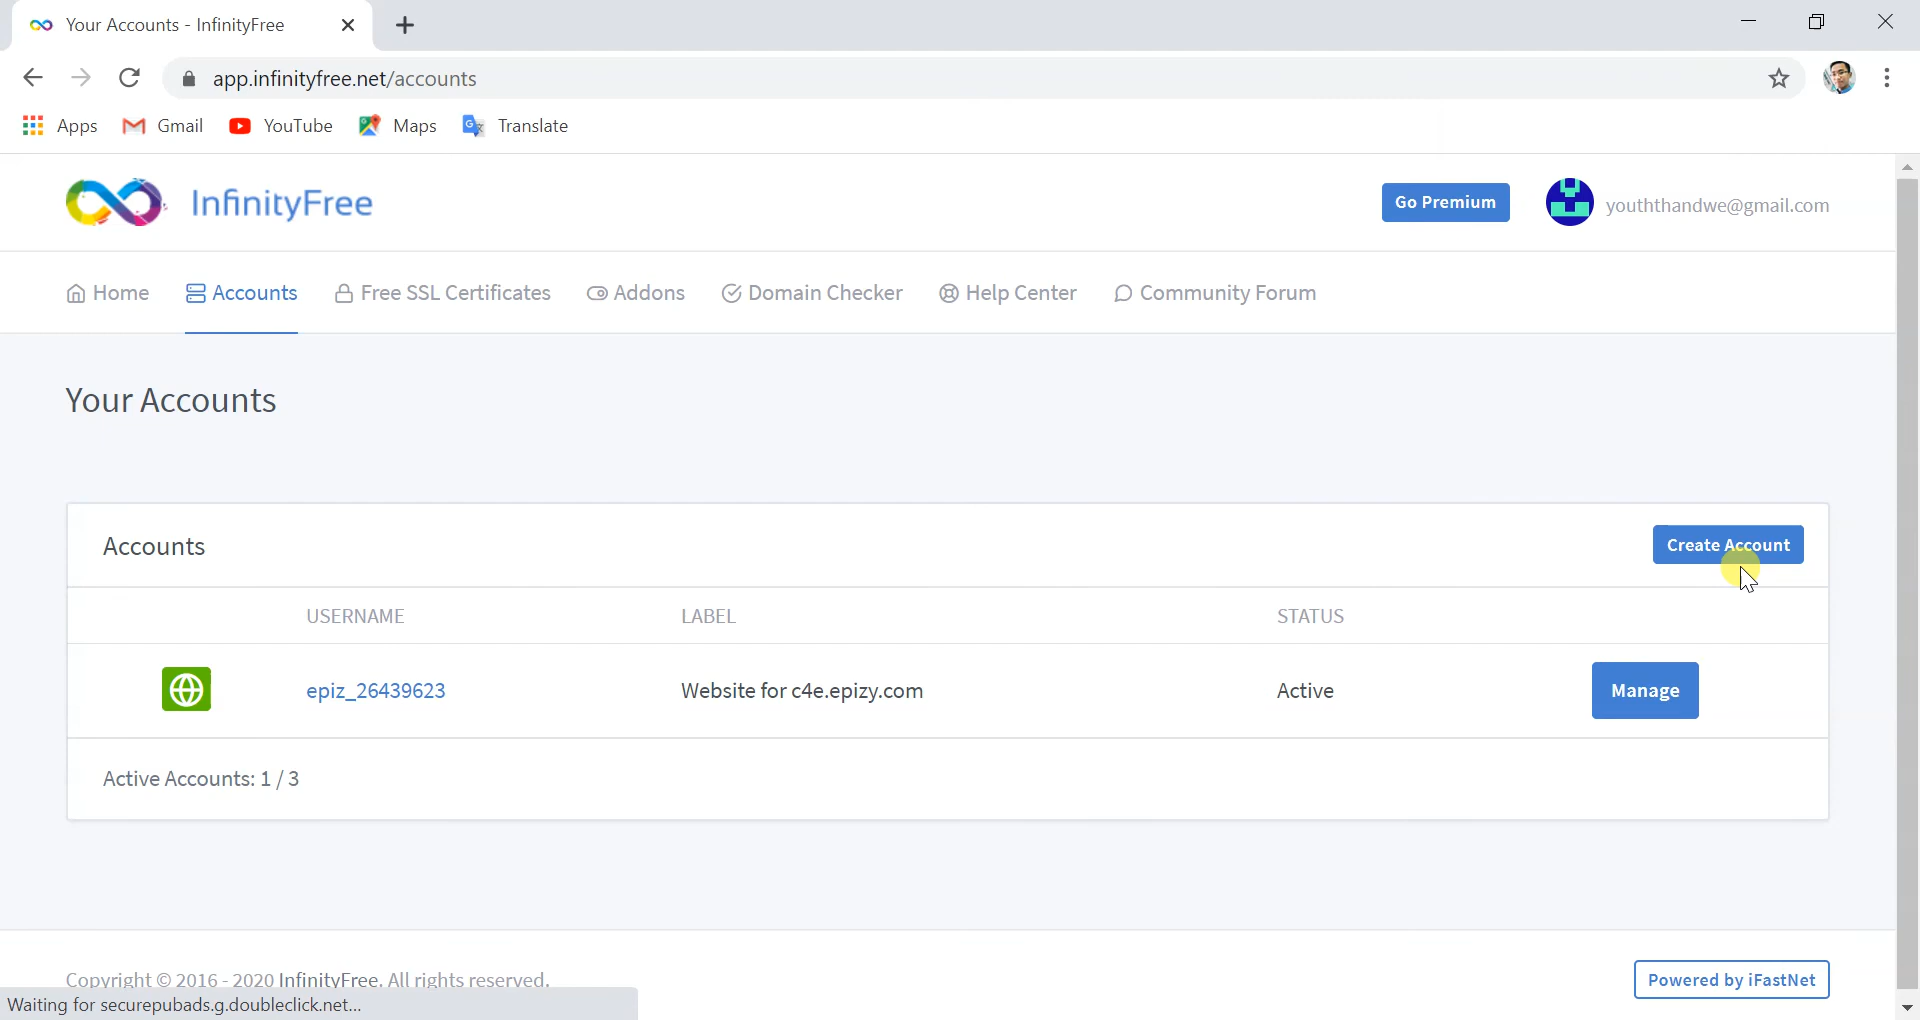 Your Accounts - InfinityFree
app.infinityfree.net/accounts
Apps Gmail YouTube Maps Translate
InfinityFree Go Premium youththandwe@gmail.com
Home Accounts Free SSL Certificates Addons Domain Checker Help Center Community Forum
Your Accounts
Accounts Create Account
USERNAME LABEL STATUS
epiz_26439623 Website for c4e.epizy.com Active Manage
Active Accounts: 1 / 3
Copyright © 2016 - 2020 InfinityFree. All rights reserved. Powered by iFastNet
Waiting for securepubads.g.doubleclick.net...